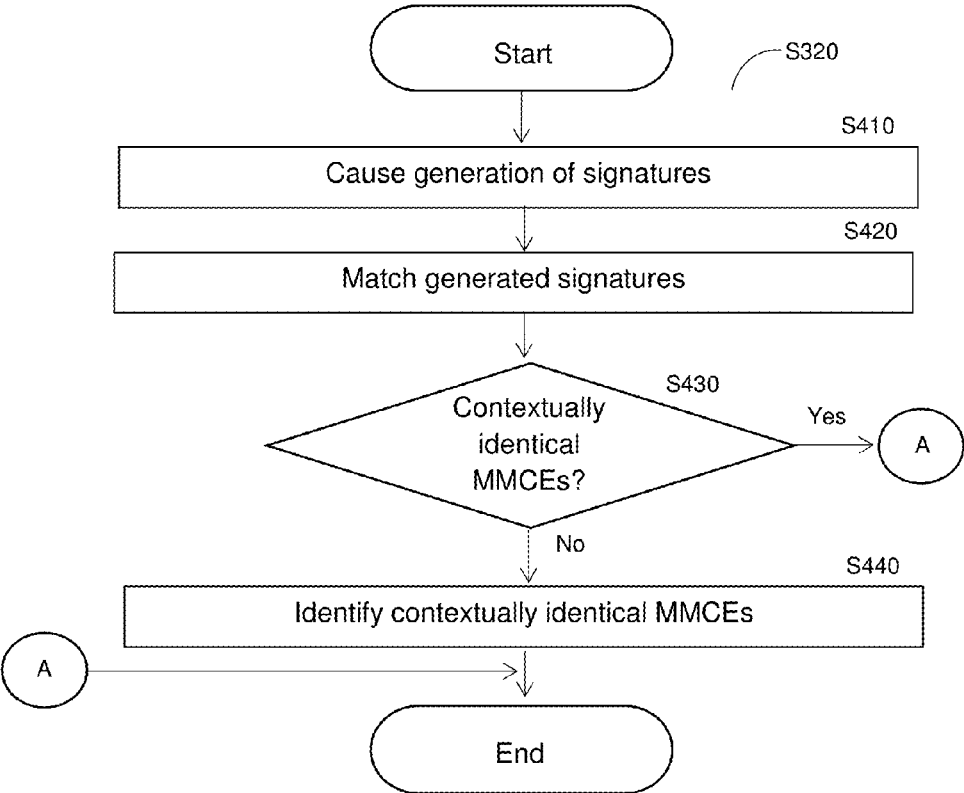 Start
S320
S410
Cause generation of signatures
S420
Match generated signatures
S430
Contextually
identical
MMCEs?
Yes
A
No
S440
Identify contextually identical MMCEs
A
End